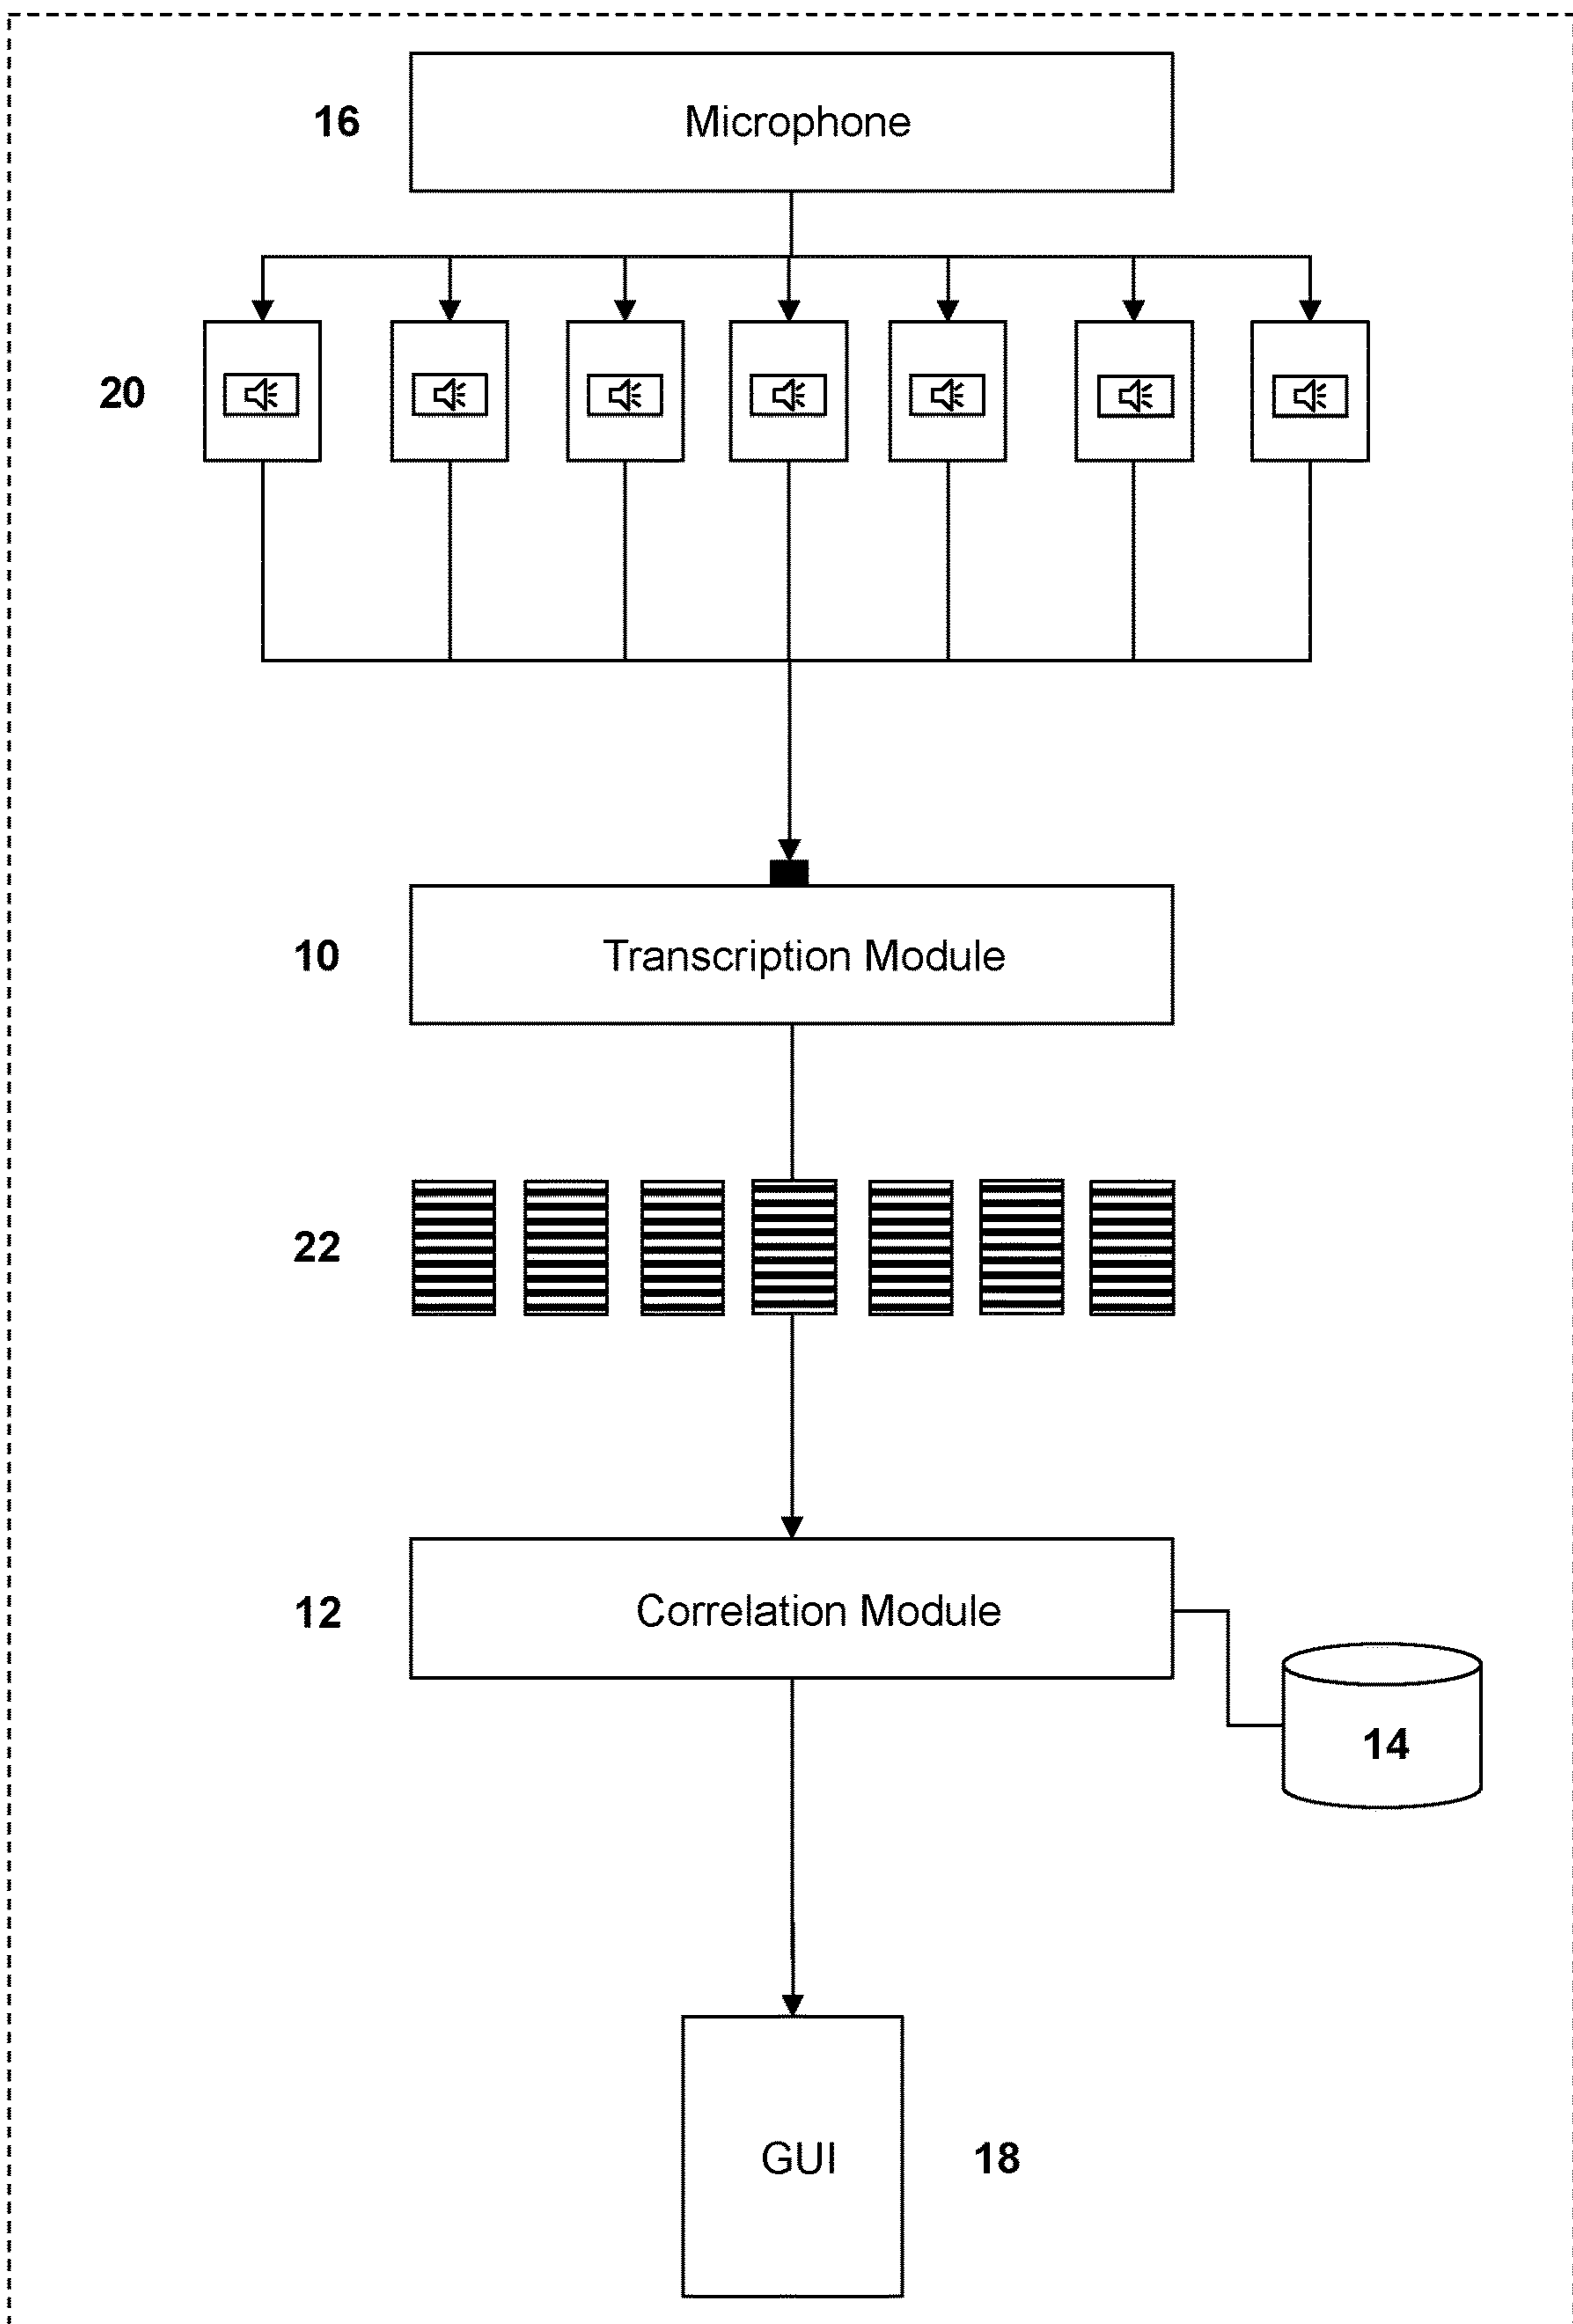 16 Microphone
20
10 Transcription Module
22
12 Correlation Module
14
GUI 18